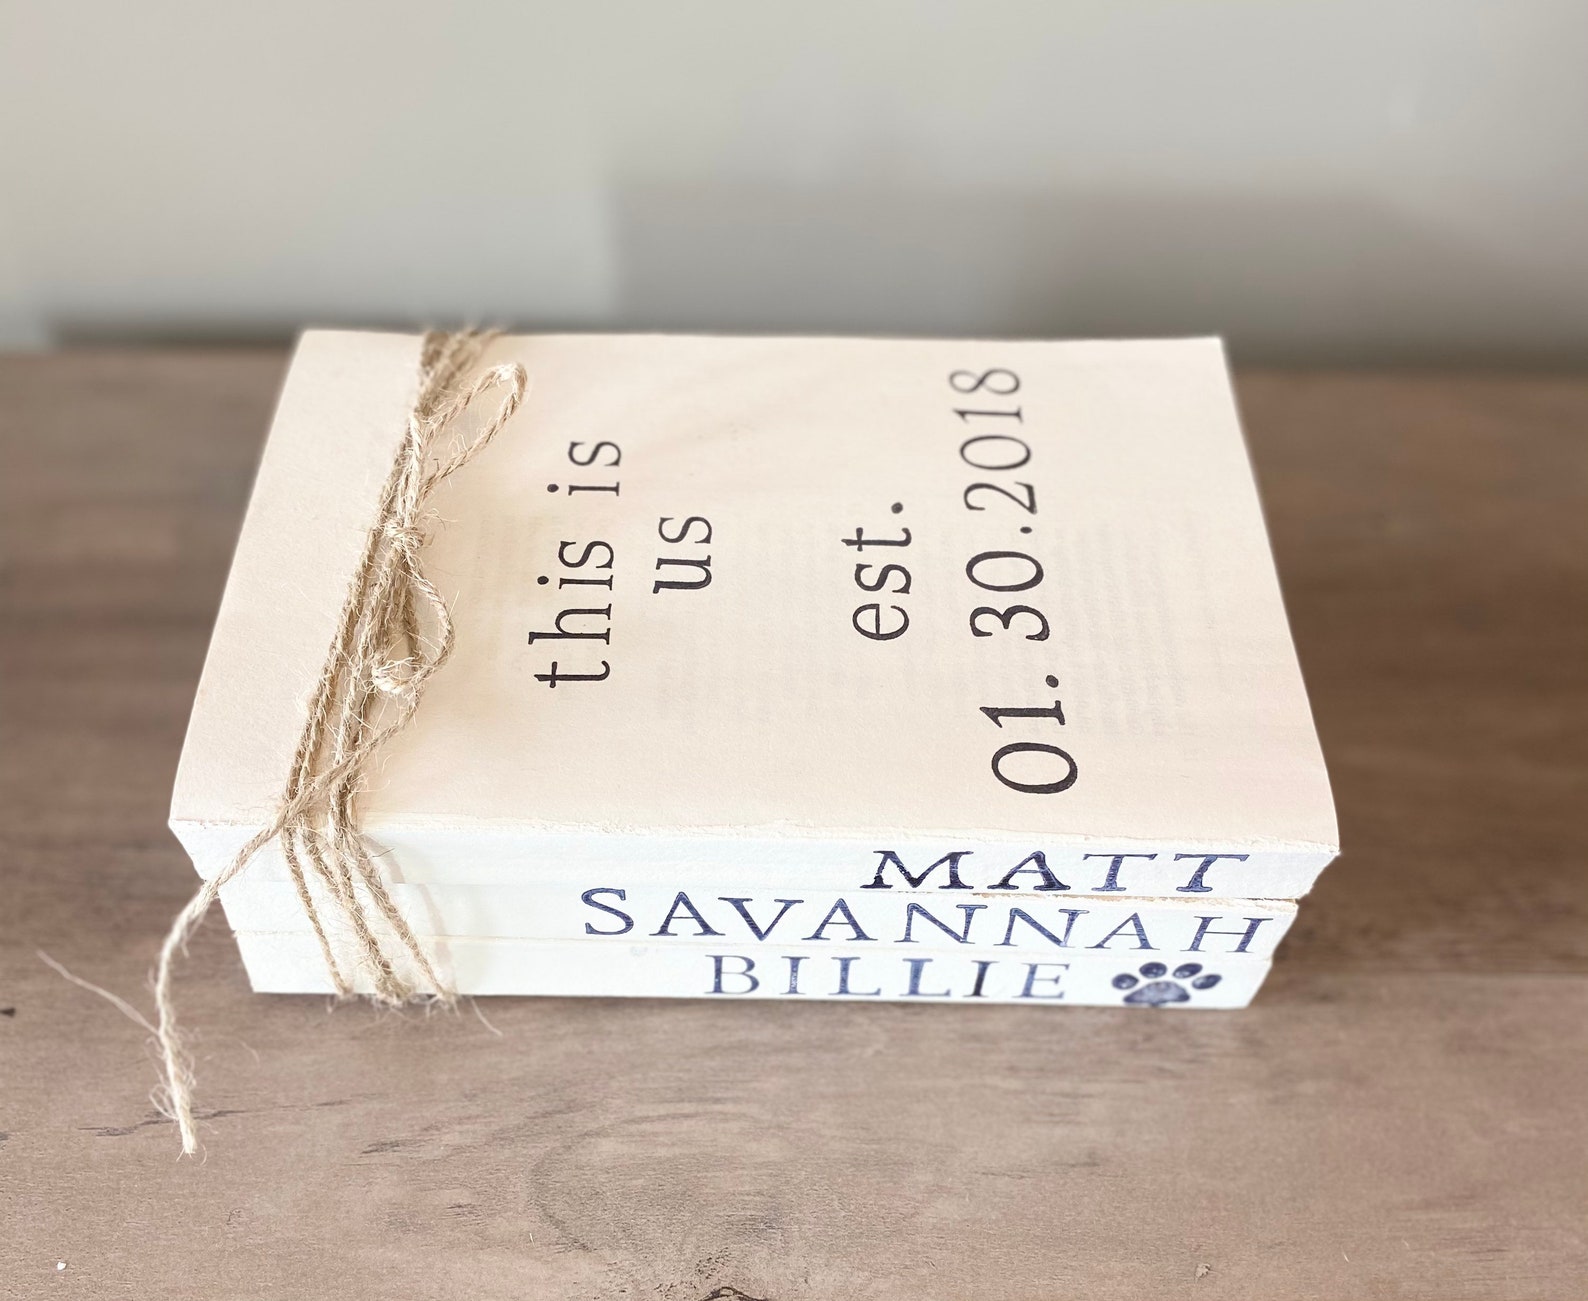 this is
us
est.
01.30.2018
MATT
SAVANNAH
BILLIE